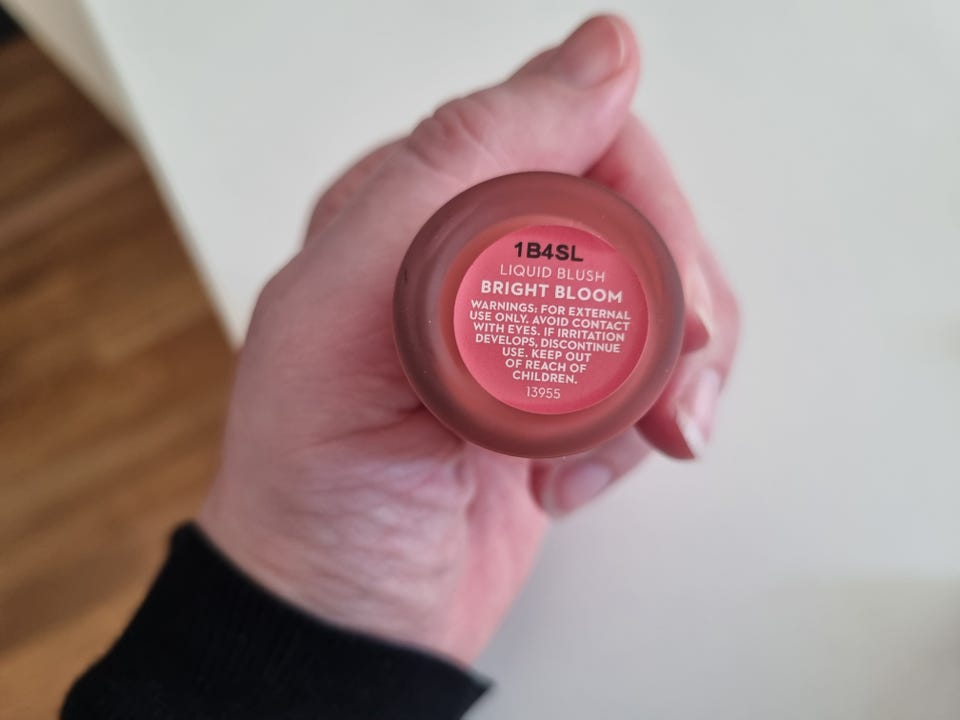 1B4SL
LIQUID BLUSH
BRIGHT BLOOM
WARNINGS: FOR EXTERNAL
USE ONLY. AVOID CONTACT
WITH EYES. IF IRRITATION
DEVELOPS, DISCONTINUE
USE. KEEP OUT
OF REACH OF
CHILDREN.
13955